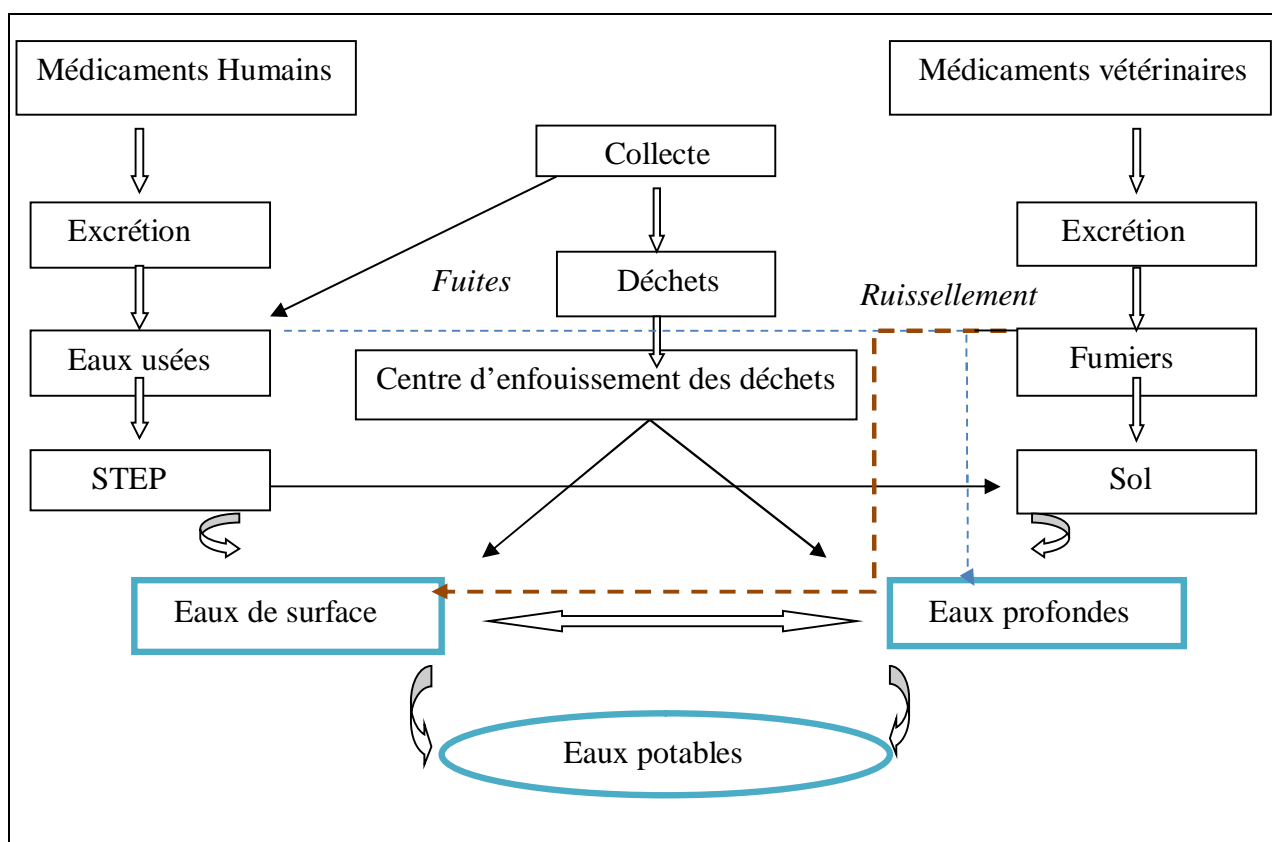 Médicaments Humains
Médicaments vétérinaires
Collecte
Excrétion
Excrétion
Fuites
Déchets
Ruissellement
Eaux usées
Centre d'enfouissement des déchets
Fumiers
STEP
Sol
Eaux de surface
Eaux profondes
Eaux potables